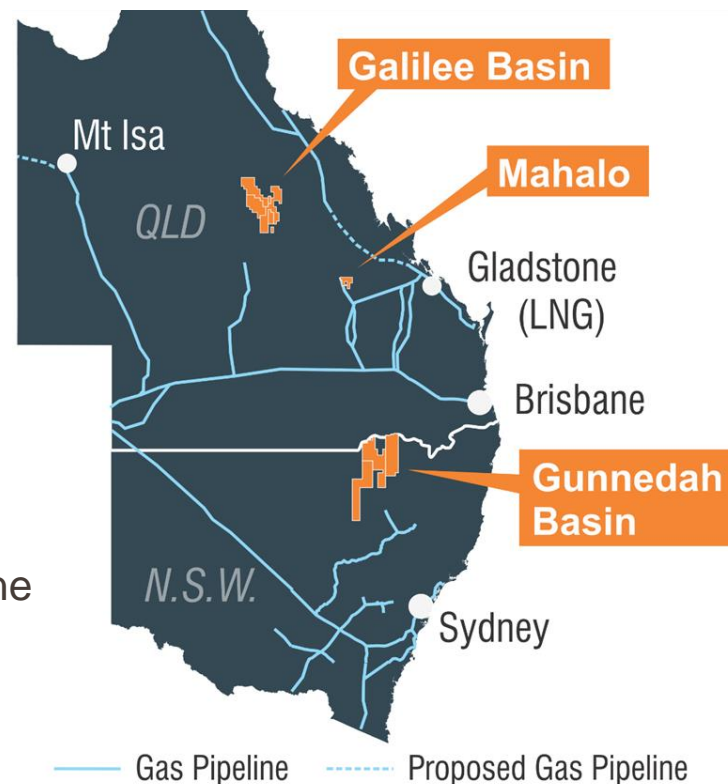 Galilee Basin
Mt Isa
Mahalo
QLD
Gladstone
(LNG)
Brisbane
Gunnedah
Basin
N.S.W.
Sydney
Gas Pipeline
Proposed Gas Pipeline